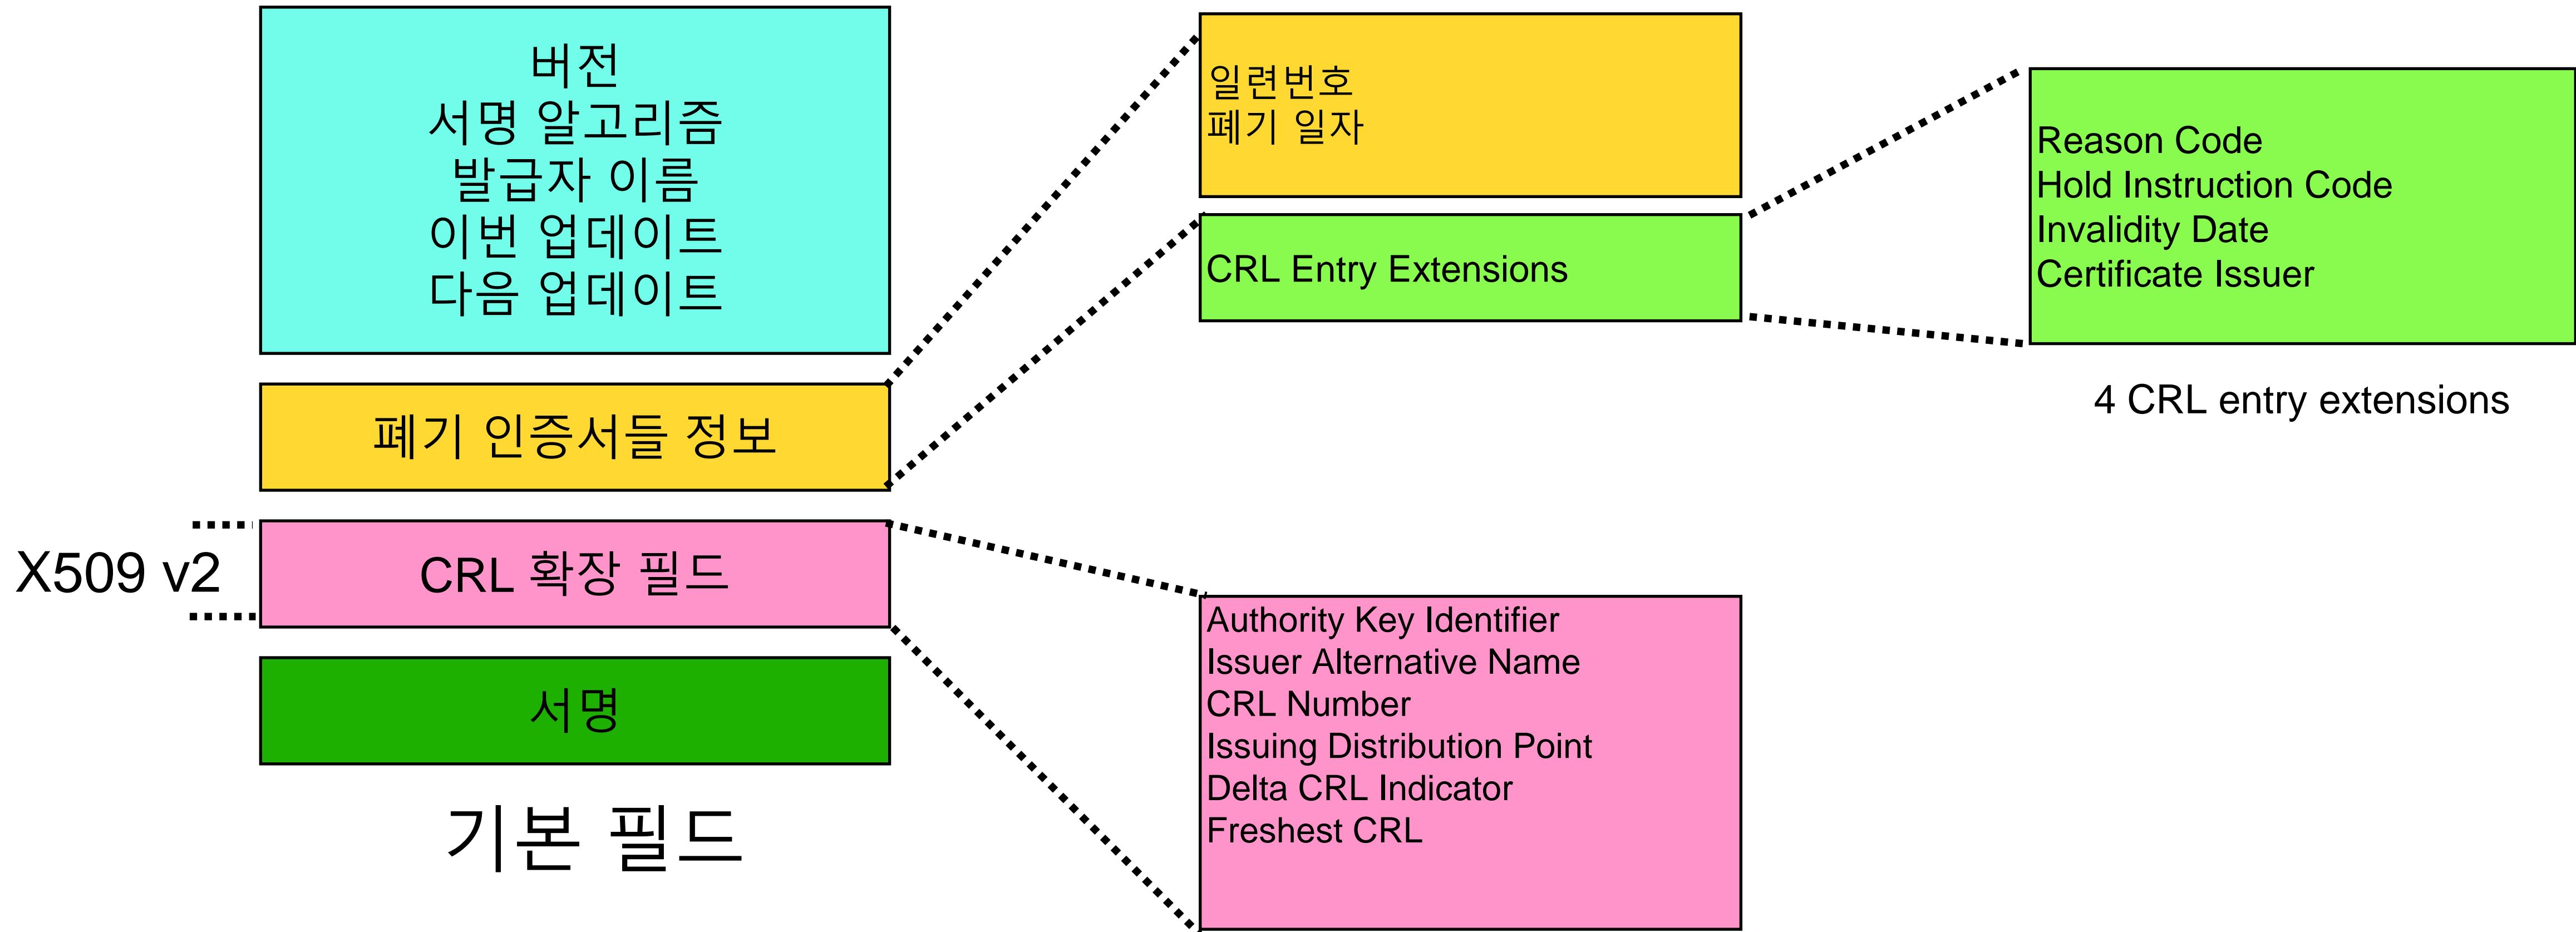 버전
서명 알고리즘
발급자 이름
이번 업데이트
다음 업데이트
폐기 인증서들 정보
X509 v2
CRL 확장 필드
서명
기본 필드
일련번호
폐기 일자
CRL Entry Extensions
Reason Code
Hold Instruction Code
Invalidity Date
Certificate Issuer
4 CRL entry extensions
Authority Key Identifier
Issuer Alternative Name
CRL Number
Issuing Distribution Point
Delta CRL Indicator
Freshest CRL